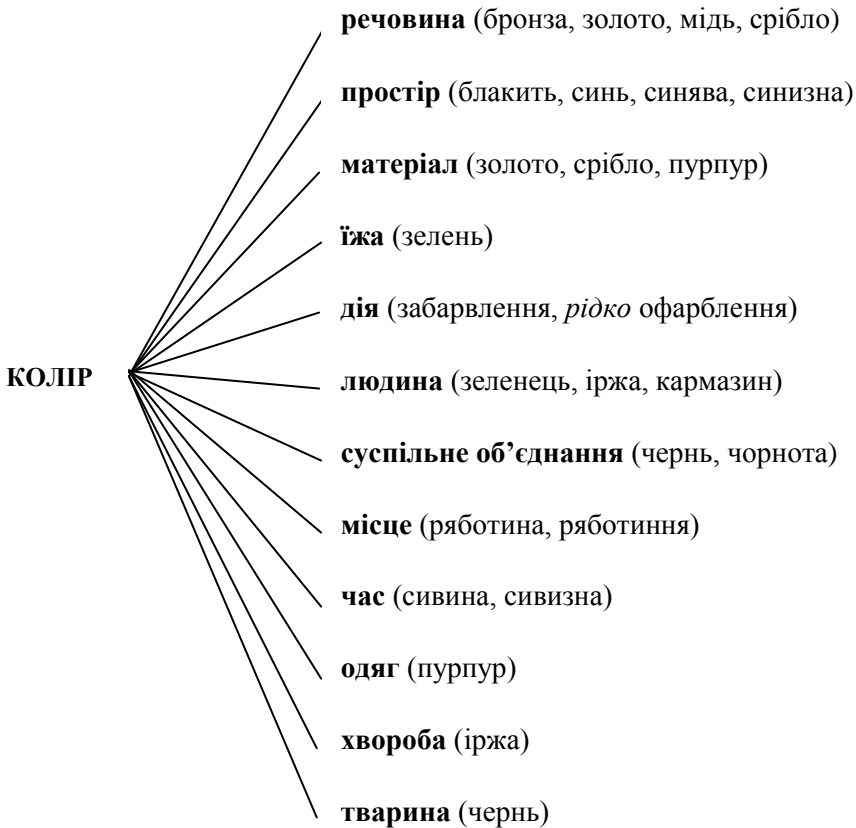 речовина (бронза, золото, мідь, срібло)
простір (блакить, синь, синява, синизна)
матеріал (золото, срібло, пурпур)
їжа (зелень)
дія (забарвлення, рідко офарблення)
КОЛІР
людина (зеленець, іржа, кармазин)
суспільне об’єднання (чернь, чорнота)
місце (ряботина, ряботиння)
час (сивина, сивизна)
одяг (пурпур)
хвороба (іржа)
тварина (чернь)